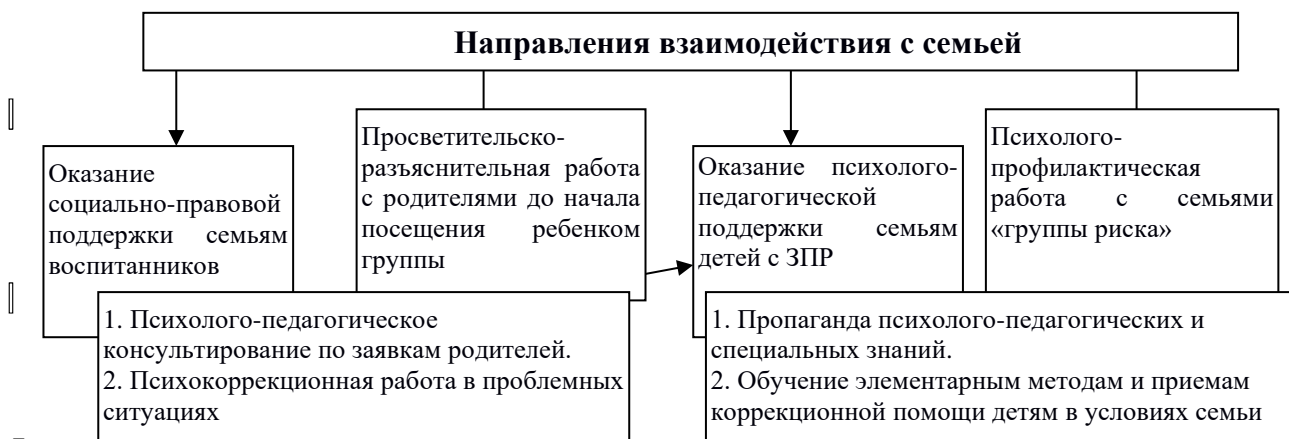 Направления взаимодействия с семьей
Оказание
социально-правовой
поддержки семьям
воспитанников
Просветительско-
разъяснительная работа
с родителями до начала
посещения ребенком
группы
Оказание психолого-
педагогической
поддержки семьям
детей с ЗПР
Психолого-
профилактическая
работа с семьями
«группы риска»
1. Психолого-педагогическое
консультирование по заявкам родителей.
2. Психокоррекционная работа в проблемных
ситуациях
1. Пропаганда психолого-педагогических и
специальных знаний.
2. Обучение элементарным методам и приемам
коррекционной помощи детям в условиях семьи